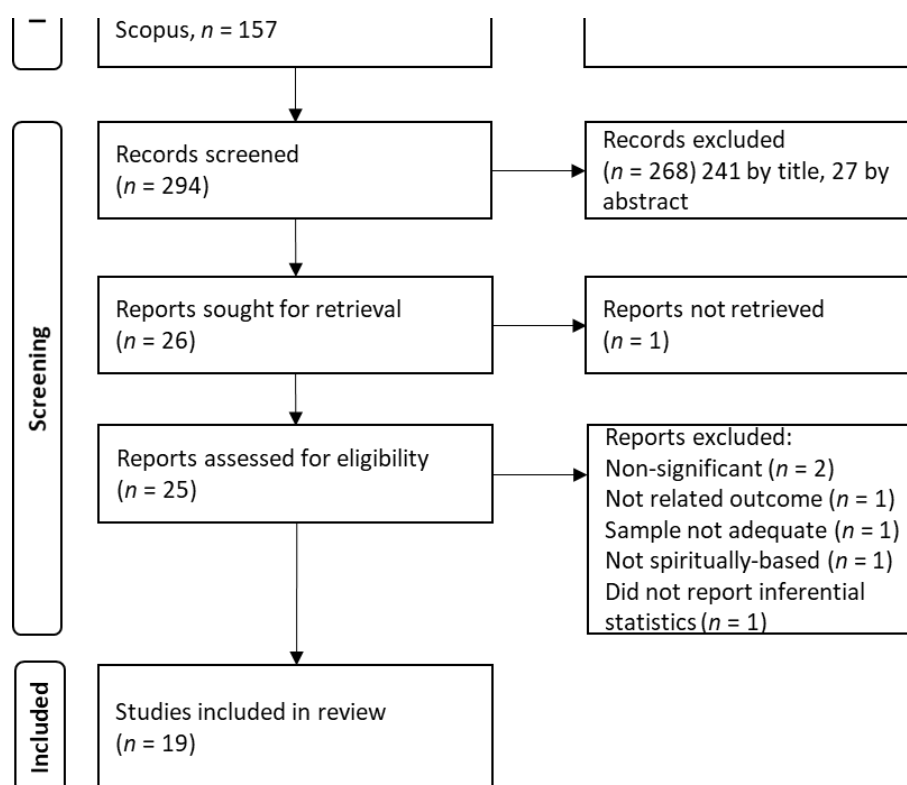 Scopus, n = 157
Records screened
(n = 294)
Records excluded
(n = 268) 241 by title, 27 by
abstract
Reports sought for retrieval
(n = 26)
Reports not retrieved
(n = 1)
Screening
Reports assessed for eligibility
(n = 25)
Reports excluded:
Non-significant (n = 2)
Not related outcome (n = 1)
Sample not adequate (n = 1)
Not spiritually-based (n = 1)
Did not report inferential
statistics (n = 1)
Included
Studies included in review
(n = 19)